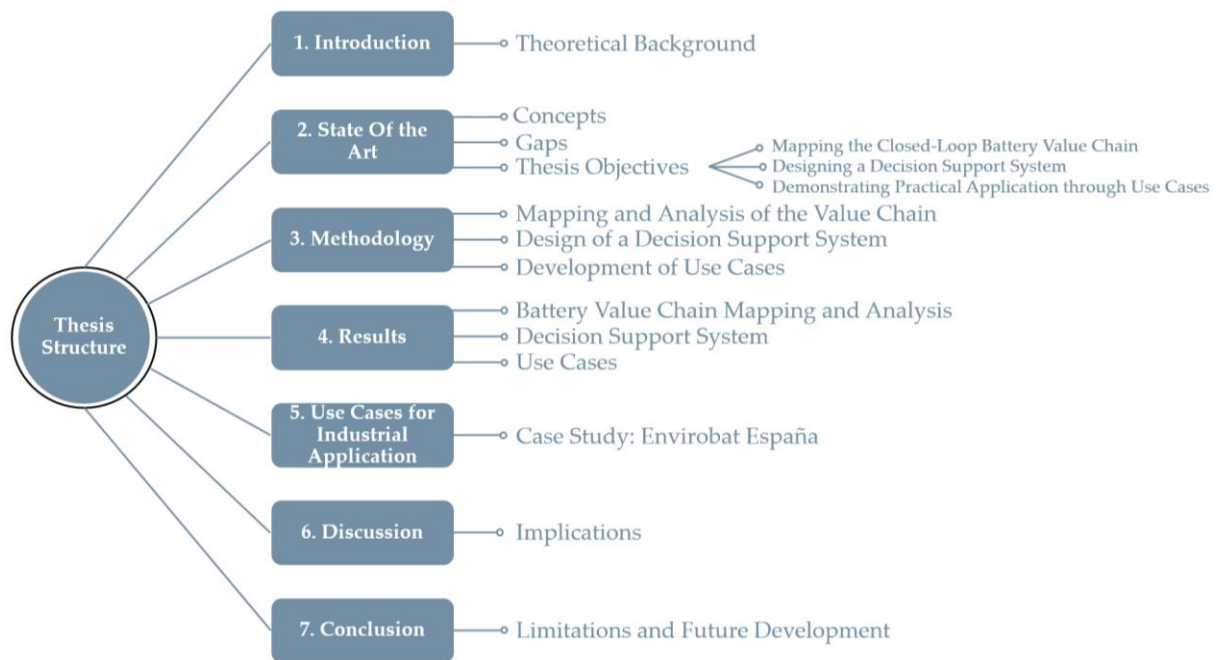 Thesis
Structure
1. Introduction
Theoretical Background
2. State Of the
Art
Concepts
Gaps
Thesis Objectives
Mapping the Closed-Loop Battery Value Chain
Designing a Decision Support System
Demonstrating Practical Application through Use Cases
3. Methodology
Mapping and Analysis of the Value Chain
Design of a Decision Support System
Development of Use Cases
4. Results
Battery Value Chain Mapping and Analysis
Decision Support System
Use Cases
5. Use Cases for
Industrial
Application
Case Study: Envirobat España
6. Discussion
Implications
7. Conclusion
Limitations and Future Development